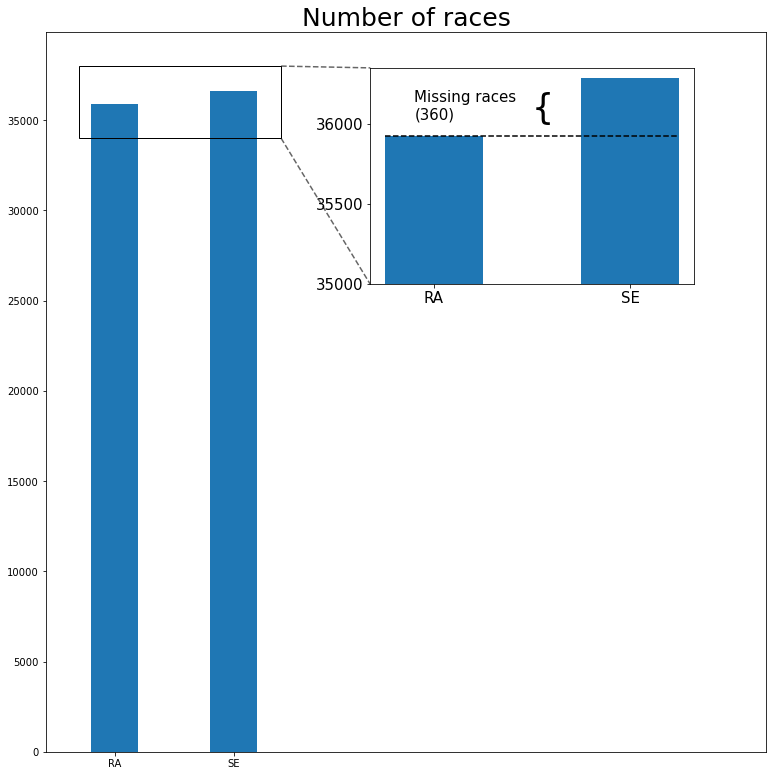 Number of races
35000
30000
25000
20000
15000
10000
5000
0
RA
SE
36000
35500
35000
Missing races {
(360)
RA
SE